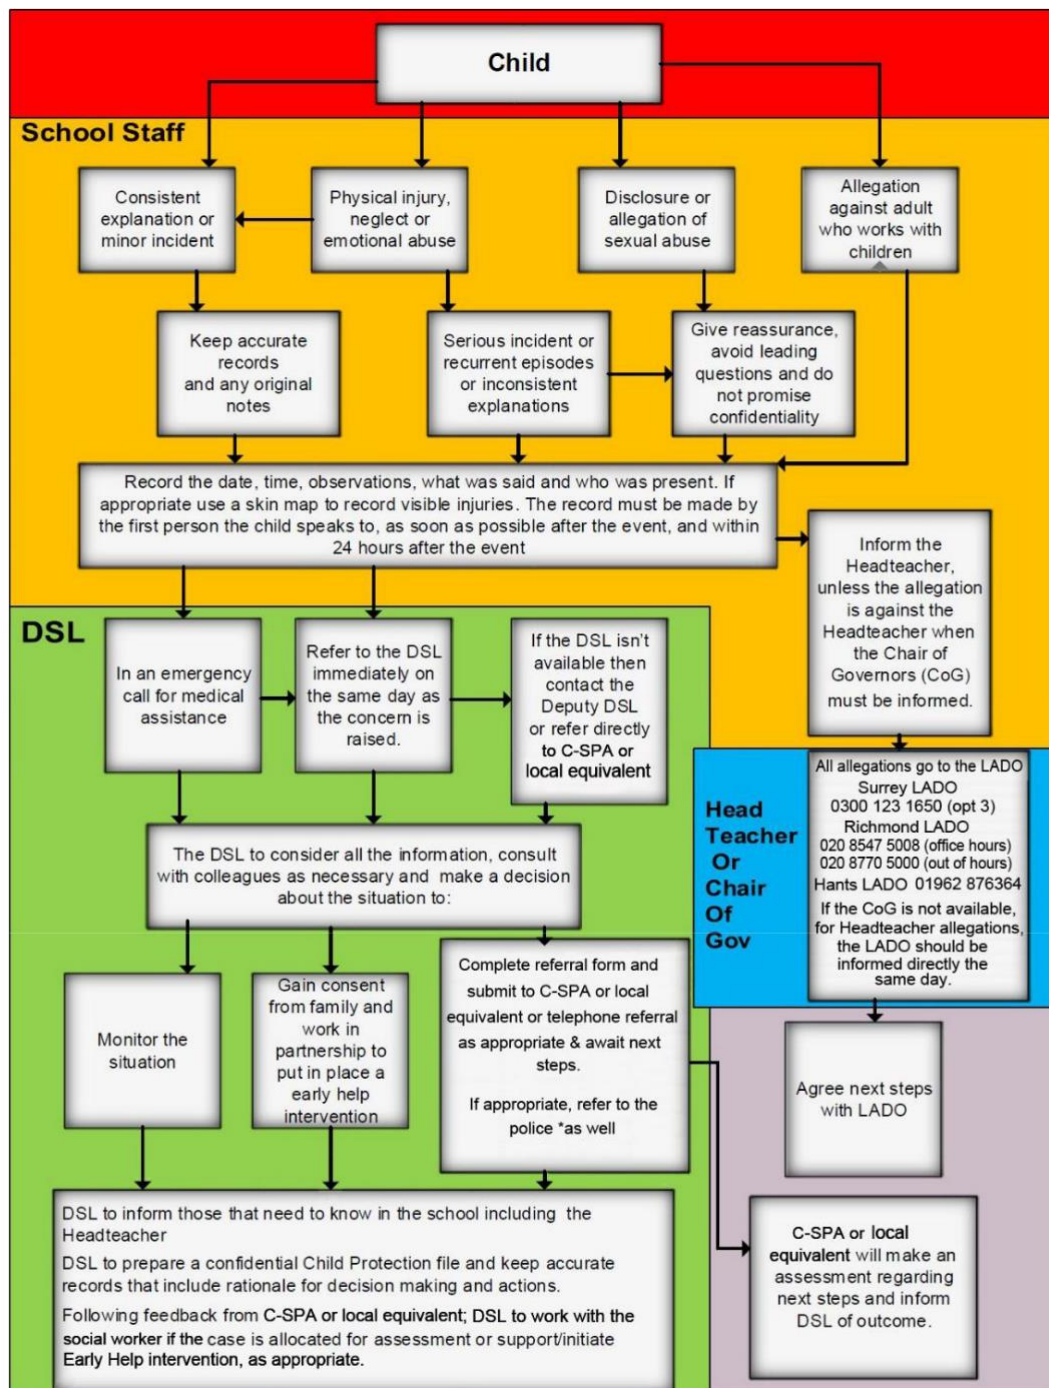 Child
School Staff
Consistent
explanation or
minor incident
Physical injury,
neglect or
emotional abuse
Disclosure or
allegation of
sexual abuse
Allegation
against adult
who works with
children
Keep accurate
records
and any original
notes
Serious incident or
recurrent episodes
or inconsistent
explanations
Give reassurance,
avoid leading
questions and do
not promise
confidentiality
Record the date, time, observations, what was said and who was present. If
appropriate use a skin map to record visible injuries. The record must be made by
the first person the child speaks to, as soon as possible after the event, and within
24 hours after the event
Inform the
Headteacher,
unless the allegation
is against the
Headteacher when
the Chair of
Governors (CoG)
must be informed.
DSL
In an emergency
call for medical
assistance
Refer to the DSL
immediately on
the same day as
the concern is
raised.
If the DSL isn't
available then
contact the
Deputy DSL
or refer directly
to C-SPA or
local equivalent
Head
Teacher
Or
Chair
Of
Gov
All allegations go to the LADO
Surrey LADO
0300 123 1650 (opt 3)
Richmond LADO
020 8547 5008 (office hours)
020 8770 5000 (out of hours)
Hants LADO 01962 876364
If the CoG is not available,
for Headteacher allegations,
the LADO should be
informed directly the
same day.
The DSL to consider all the information, consult
with colleagues as necessary and make a decision
about the situation to:
Monitor the
situation
Gain consent
from family and
work in
partnership to
put in place a
early help
intervention
Complete referral form and
submit to C-SPA or local
equivalent or telephone referral
as appropriate & await next
steps.
If appropriate, refer to the
police *as well
Agree next steps
with LADO
DSL to inform those that need to know in the school including the
Headteacher
DSL to prepare a confidential Child Protection file and keep accurate
records that include rationale for decision making and actions.
Following feedback from C-SPA or local equivalent; DSL to work with the
social worker if the case is allocated for assessment or support/initiate
Early Help intervention, as appropriate.
C-SPA or local
equivalent will make an
assessment regarding
next steps and inform
DSL of outcome.